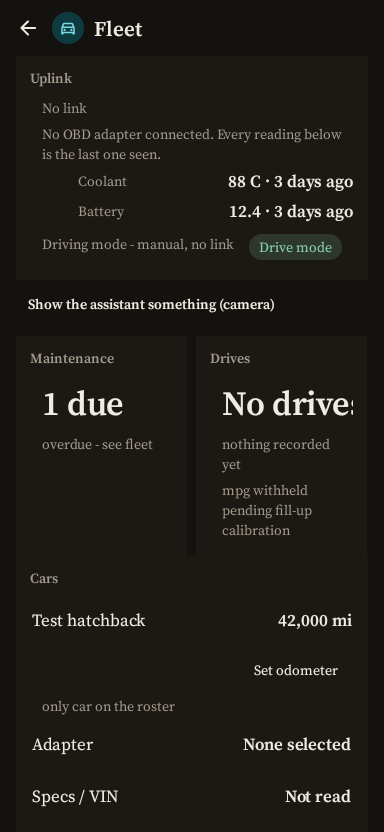 Fleet
Uplink
No link
No OBD adapter connected. Every reading below
is the last one seen.
Coolant 88 C · 3 days ago
Battery 12.4 · 3 days ago
Driving mode - manual, no link Drive mode
Show the assistant something (camera)
Maintenance
1 due
overdue - see fleet
Drives
No drives
nothing recorded
yet
mpg withheld
pending fill-up
calibration
Cars
Test hatchback 42,000 mi
Set odometer
only car on the roster
Adapter None selected
Specs / VIN Not read